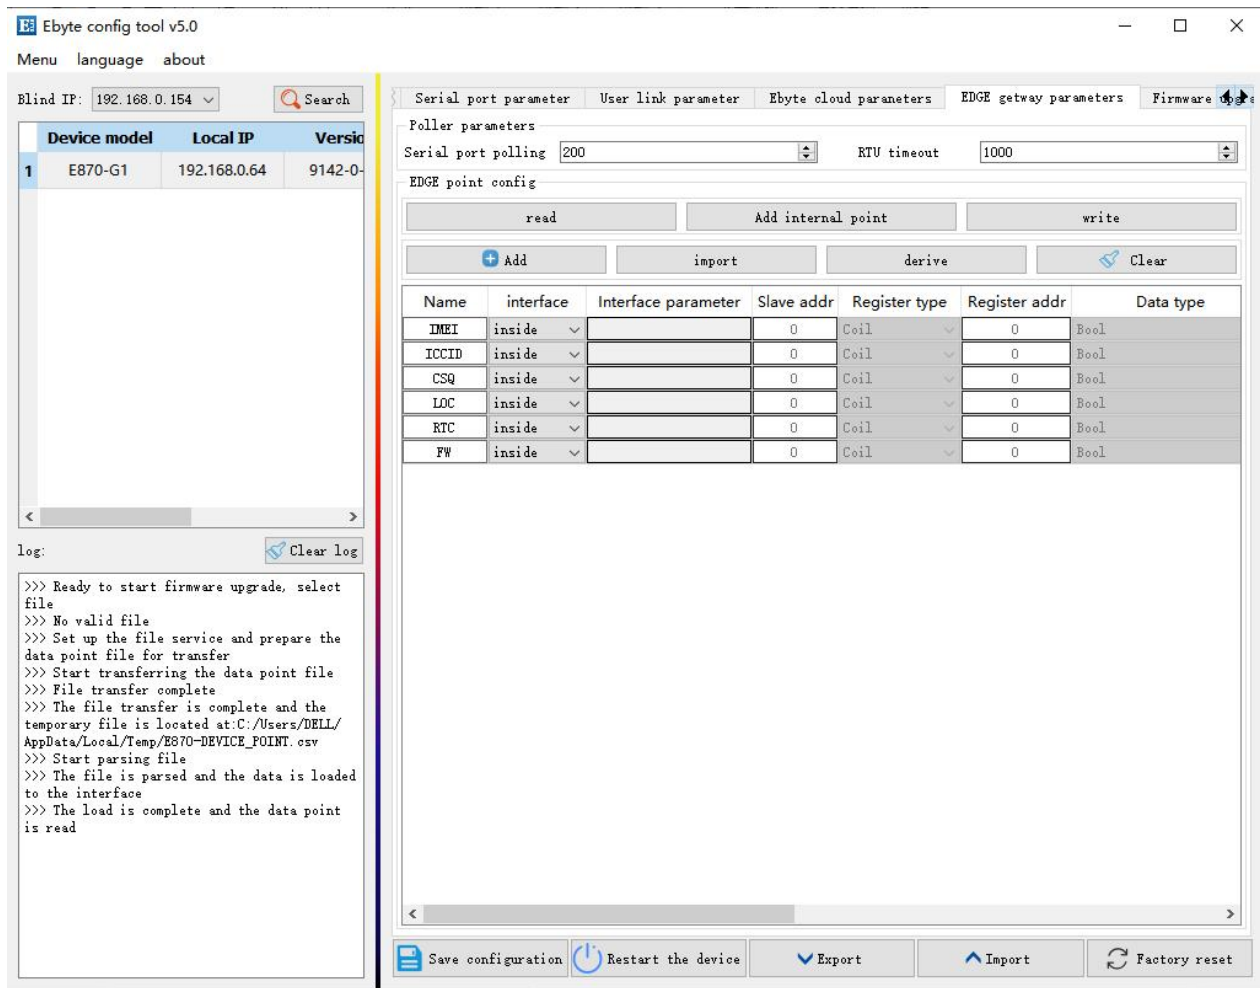 Ebyte config tool v5.0
Menu language about
Blind IP: 192.168.0.154 Search
Device model Local IP Versio
1 E870-G1 192.168.0.64 9142-0-
log: Clear log
>>> Ready to start firmware upgrade, select
file
>>> No valid file
>>> Set up the file service and prepare the
data point file for transfer
>>> Start transferring the data point file
>>> File transfer complete
>>> The file transfer is complete and the
temporary file is located at:C:/Users/DELL/
AppData/Local/Temp/E870-DEVICE_POINT.csv
>>> Start parsing file
>>> The file is parsed and the data is loaded
to the interface
>>> The load is complete and the data point
is read
Serial port parameter User link parameter Ebyte cloud parameters EDGE getway parameters Firmware
Poller parameters
Serial port polling 200 RTU timeout 1000
EDGE point config
read Add internal point write
Add import derive Clear
Name interface Interface parameter Slave addr Register type Register addr Data type
IMEI inside 0 Coil 0 Bool
ICCID inside 0 Coil 0 Bool
CSQ inside 0 Coil 0 Bool
LOC inside 0 Coil 0 Bool
RTC inside 0 Coil 0 Bool
FW inside 0 Coil 0 Bool
Save configuration Restart the device Export Import Factory reset